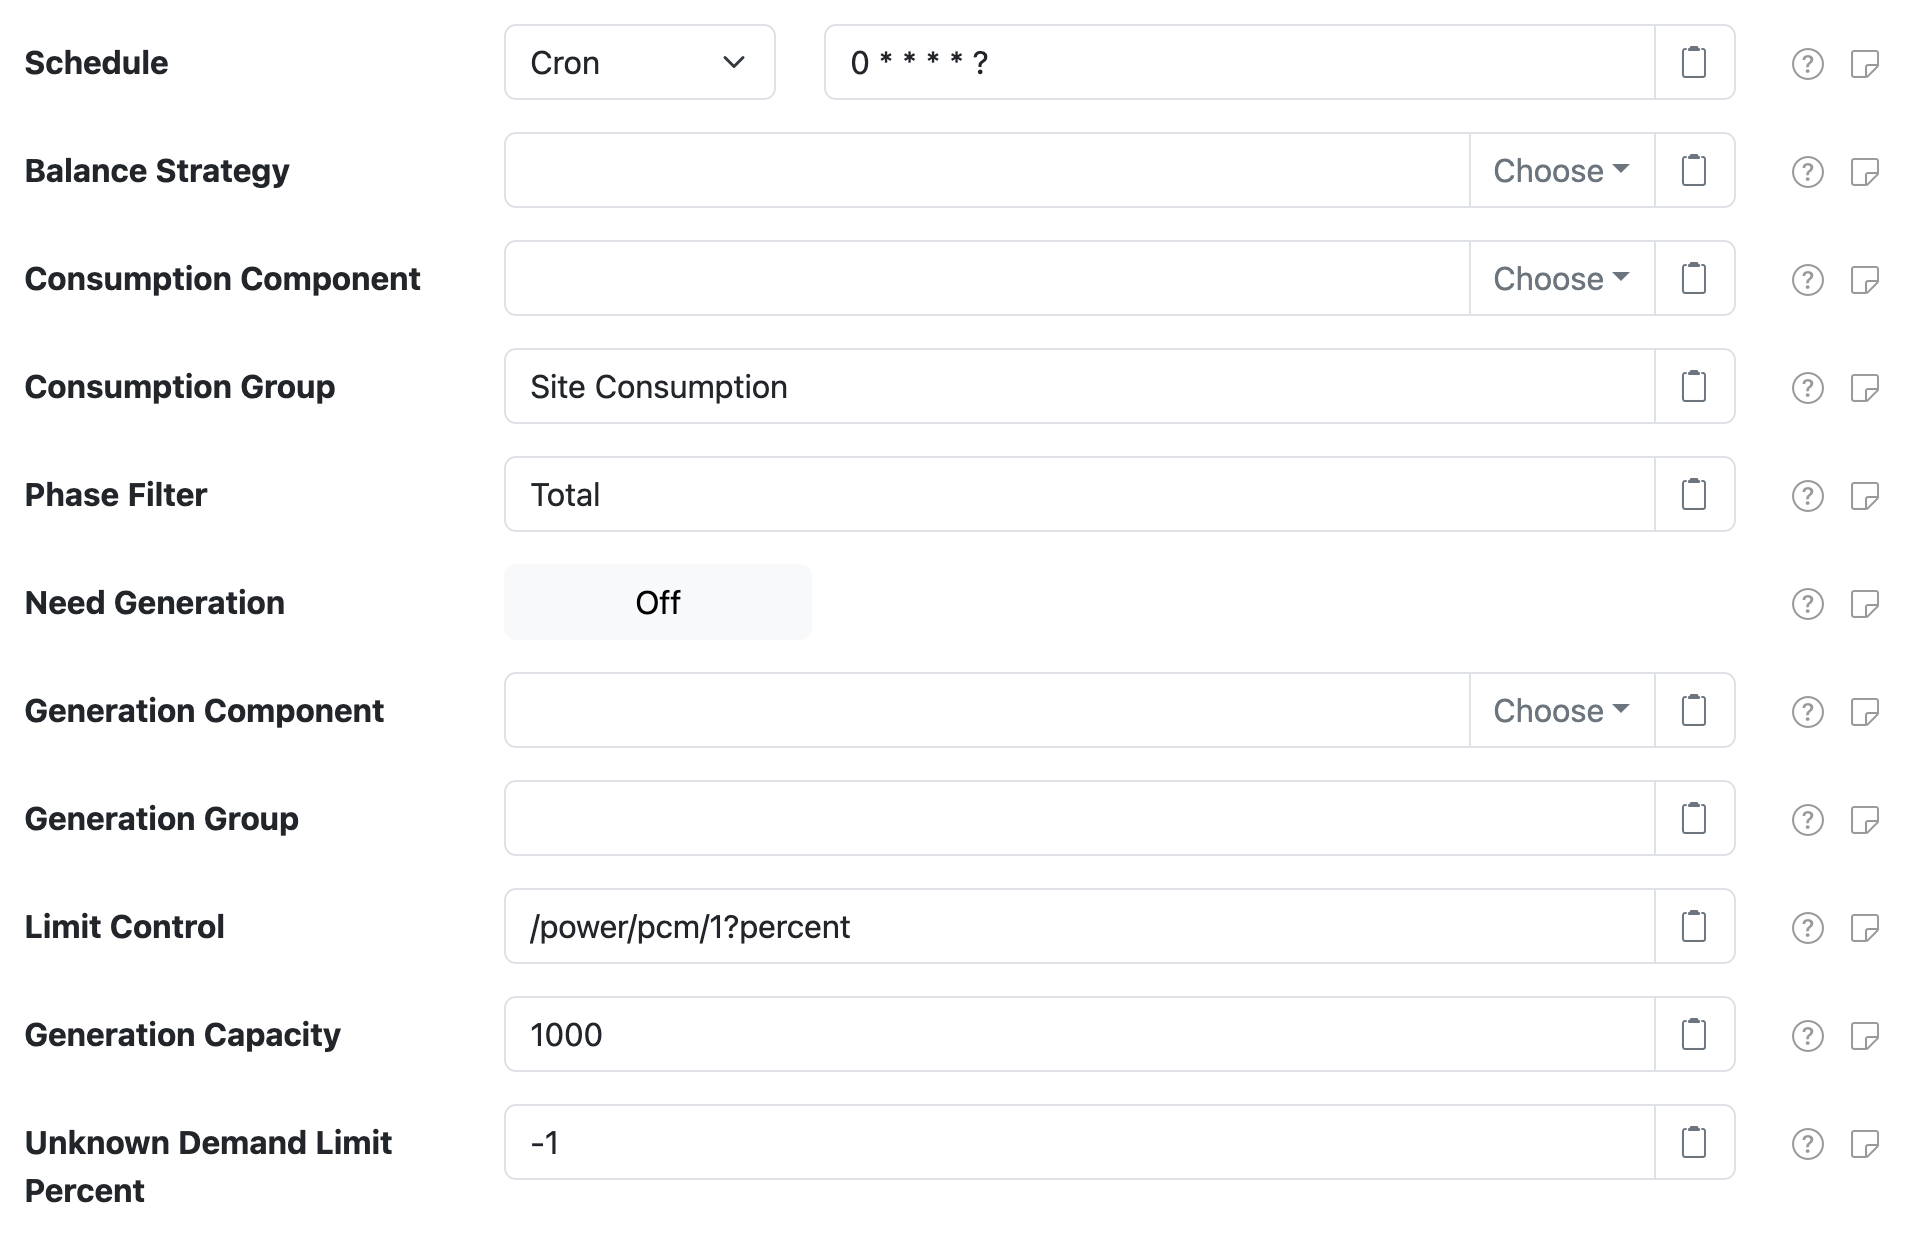 Schedule Cron 0 * * * * ?
Balance Strategy Choose
Consumption Component Choose
Consumption Group Site Consumption
Phase Filter Total
Need Generation Off
Generation Component Choose
Generation Group
Limit Control /power/pcm/1?percent
Generation Capacity 1000
Unknown Demand Limit -1
Percent